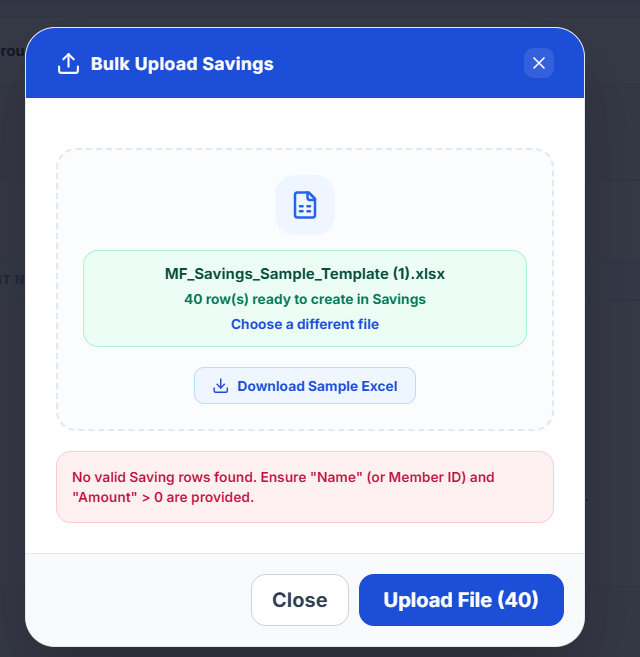 Bulk Upload Savings
MF_Savings_Sample_Template (1).xlsx
40 row(s) ready to create in Savings
Choose a different file
Download Sample Excel
No valid Saving rows found. Ensure "Name" (or Member ID) and
"Amount" > 0 are provided.
Close
Upload File (40)